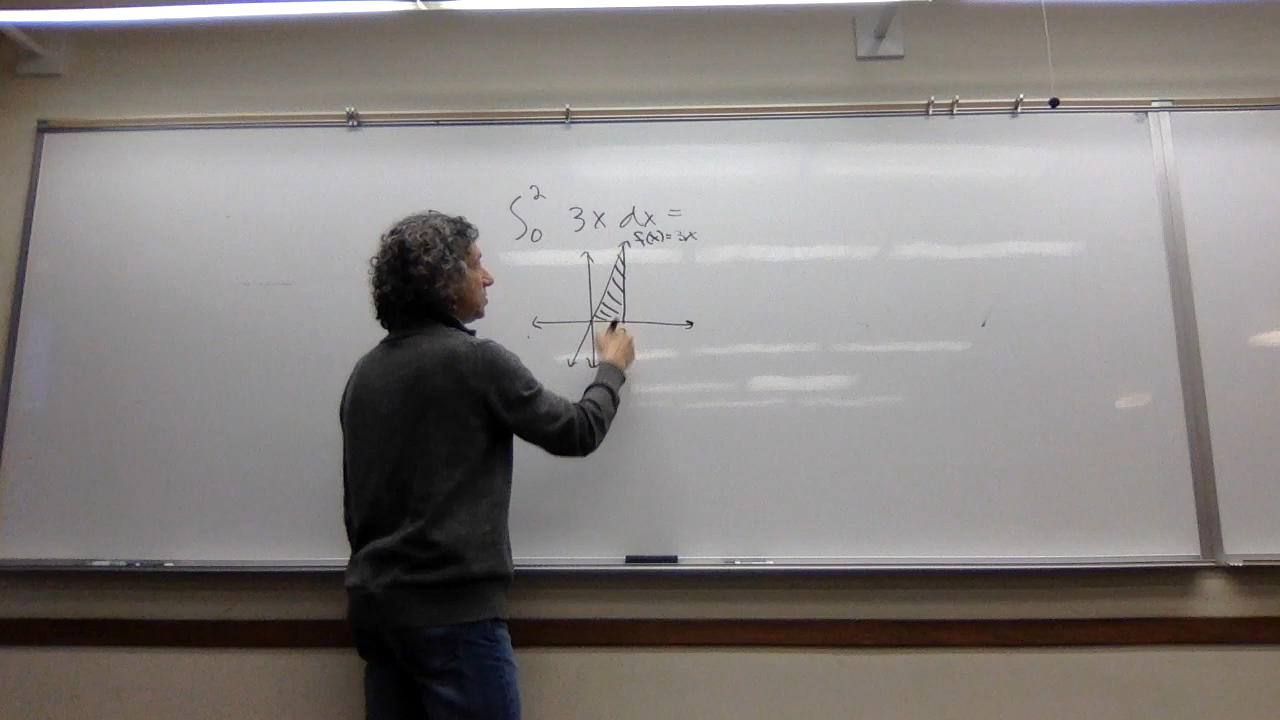 ∫₀² 3x dx =
f(x) = 3x